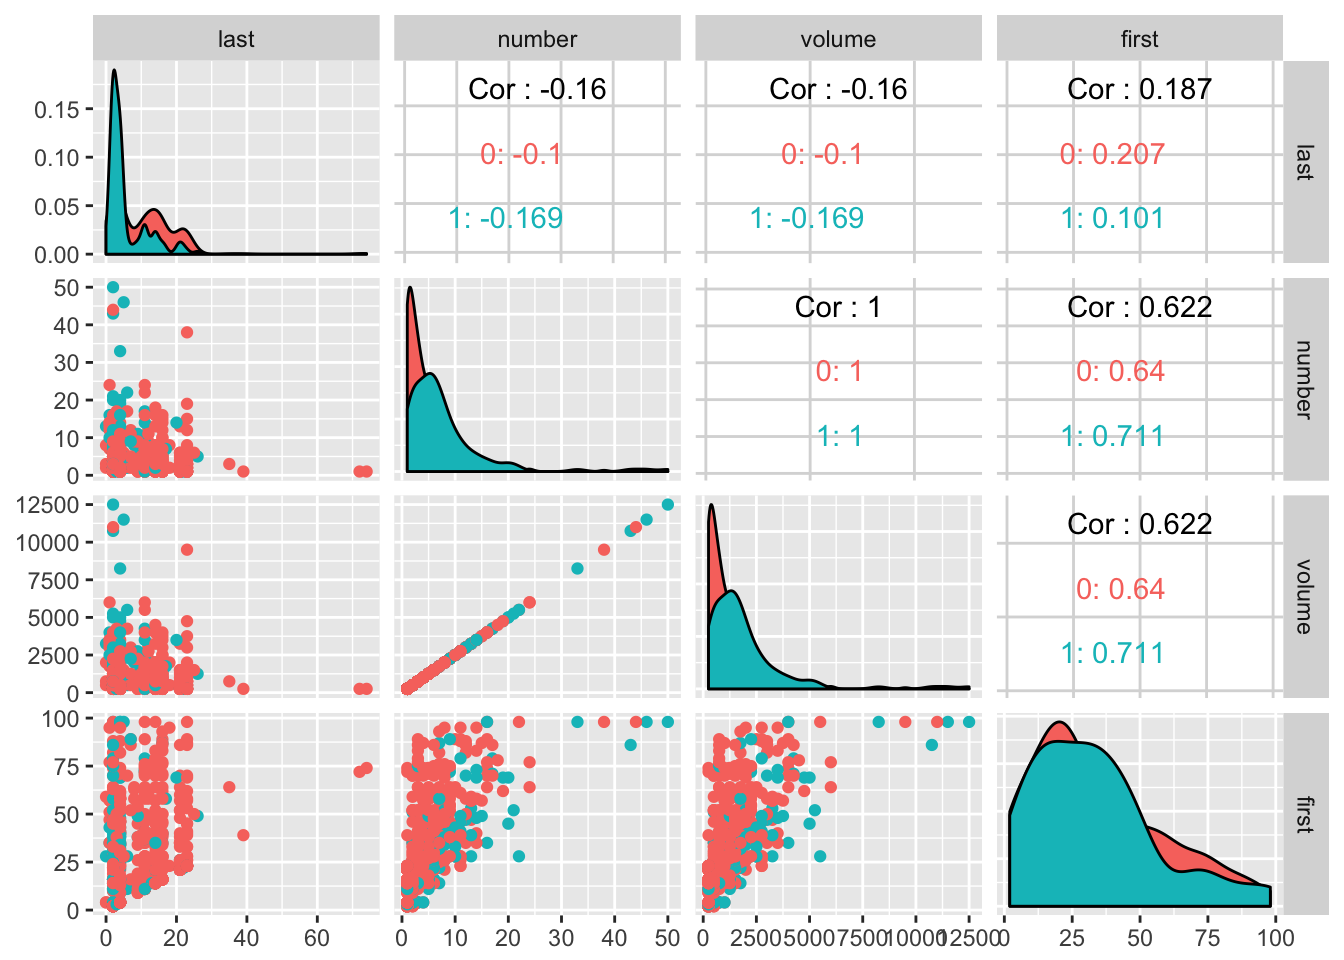 last number volume first
0.15
0.10
0.05
0.00
Cor : -0.16
0: -0.1
1: -0.169
Cor : -0.16
0: -0.1
1: -0.169
Cor : 0.187
0: 0.207
1: 0.101
last
50
40
30
20
10
0
Cor : 1
0: 1
1: 1
Cor : 0.622
0: 0.64
1: 0.711
number
12500
10000
7500
5000
2500
0
Cor : 0.622
0: 0.64
1: 0.711
volume
100
75
50
25
0
first
0 20 40 60
0 10 20 30 40 50
0 2500 5000 7500 10000 12500
0 25 50 75 100